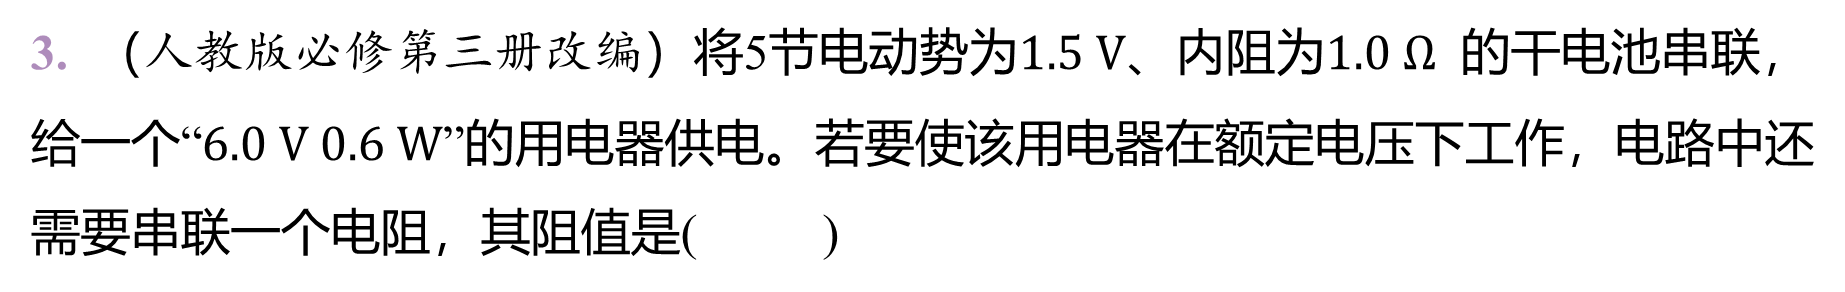 3. （人教版必修第三册改编）将5节电动势为1.5 V、内阻为1.0 Ω 的干电池串联，
给一个“6.0 V 0.6 W”的用电器供电。若要使该用电器在额定电压下工作，电路中还
需要串联一个电阻，其阻值是(　　)